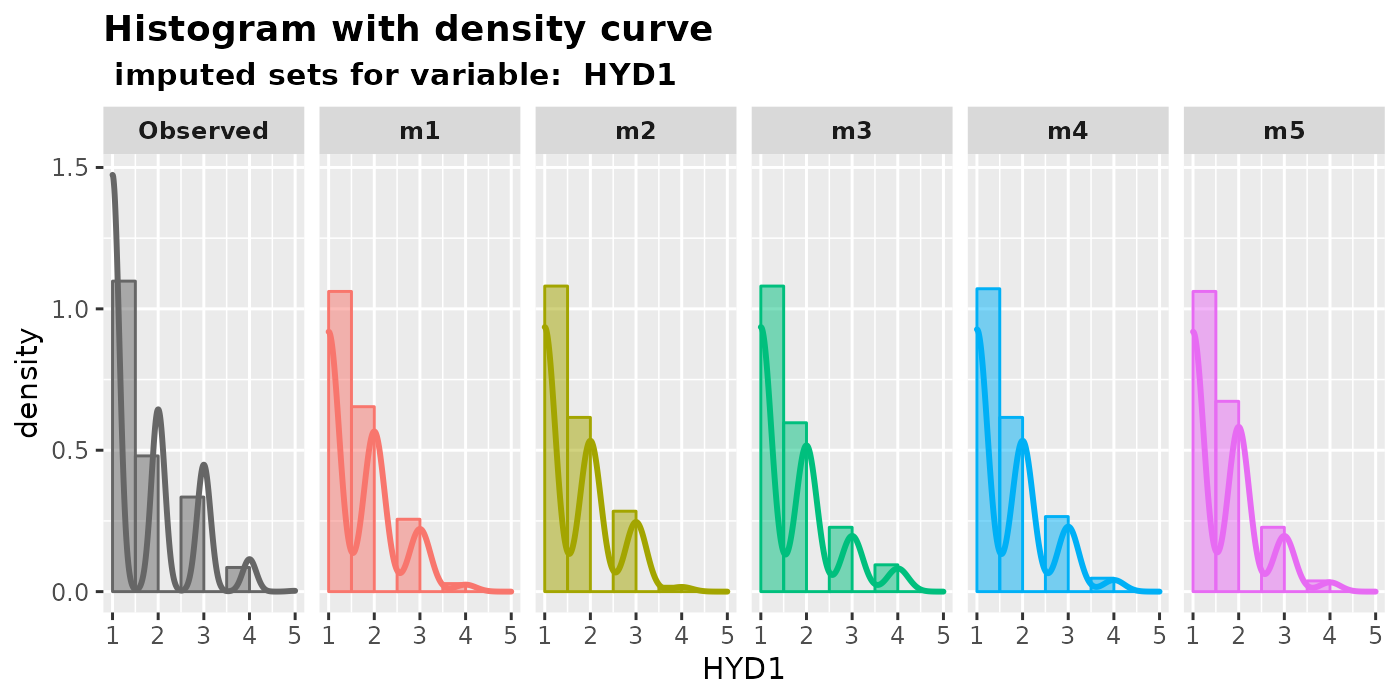 Histogram with density curve
imputed sets for variable:  HYD1
Observed m1 m2 m3 m4 m5
1.5
1.0
0.5
0.0
density
1 2 3 4 5 1 2 3 4 5 1 2 3 4 5 1 2 3 4 5 1 2 3 4 5 1 2 3 4 5
HYD1